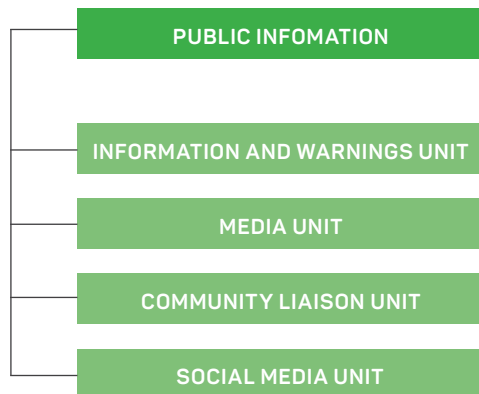 PUBLIC INFOMATION
INFORMATION AND WARNINGS UNIT
MEDIA UNIT
COMMUNITY LIAISON UNIT
SOCIAL MEDIA UNIT